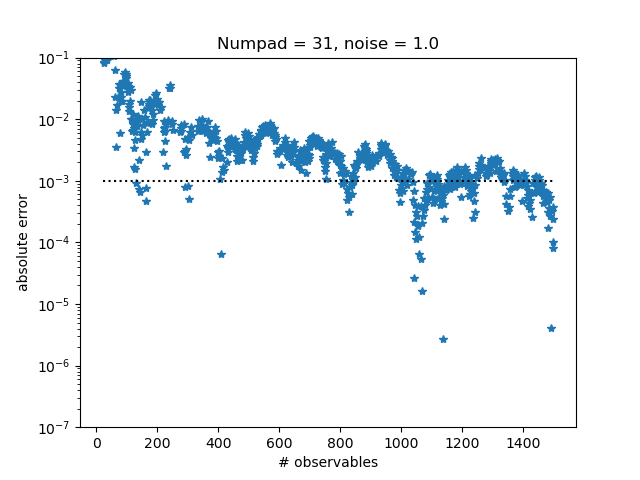 Numpad = 31, noise = 1.0
10⁻¹
10⁻²
10⁻³
10⁻⁴
10⁻⁵
10⁻⁶
10⁻⁷
absolute error
0 200 400 600 800 1000 1200 1400
# observables